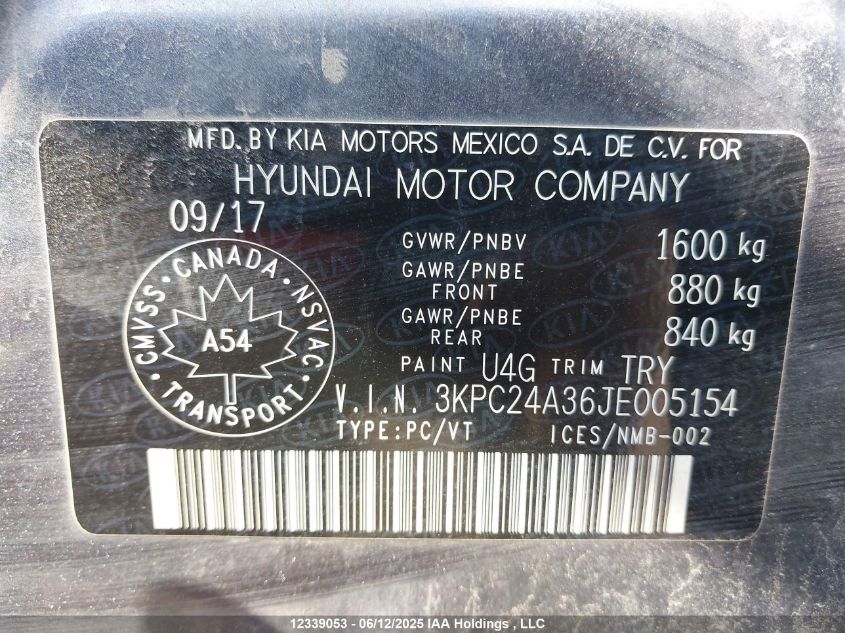 MFD. BY KIA MOTORS MEXICO S.A. DE C.V. FOR
HYUNDAI MOTOR COMPANY
09/17
GVWR/PNBV 1600 kg
GAWR/PNBE FRONT 880 kg
GAWR/PNBE REAR 840 kg
CMVSS · CANADA · NSVAC
A54
TRANSPORT
PAINT U4G TRIM TRY
V.I.N. 3KPC24A36JE005154
TYPE:PC/VT ICES/NMB-002
12339053 - 06/12/2025 IAA Holdings , LLC